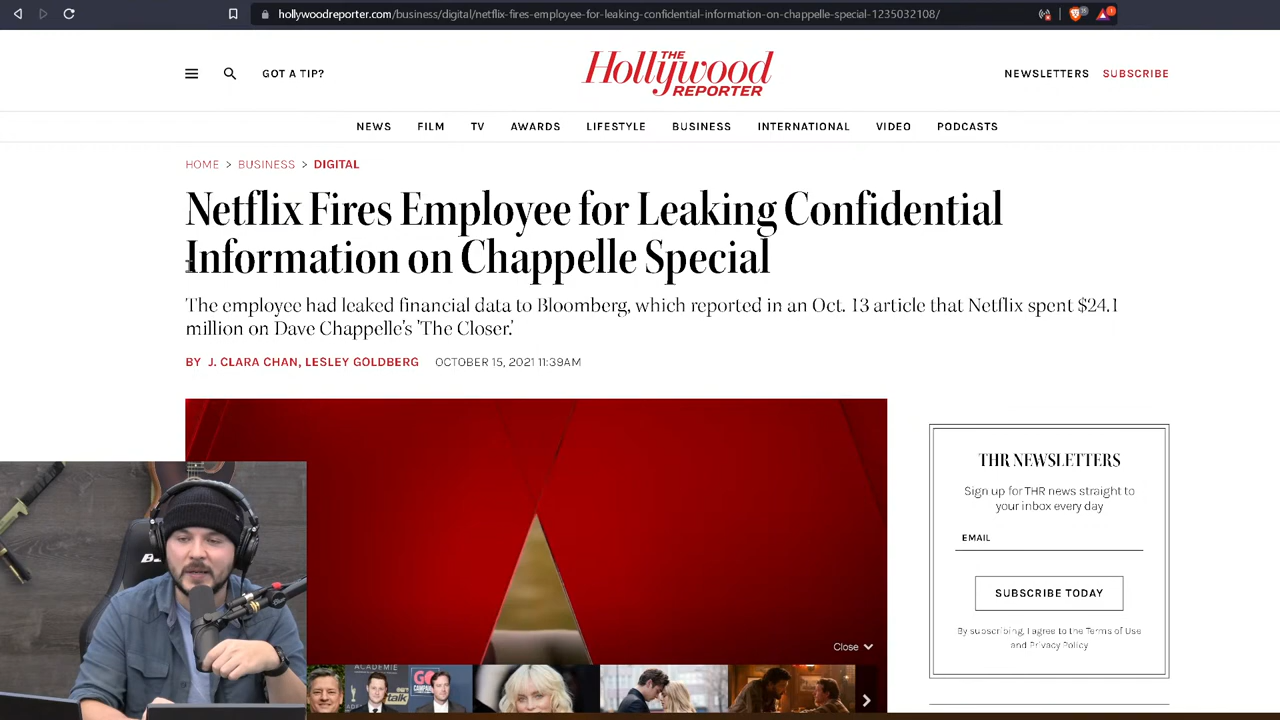 hollywoodreporter.com/business/digital/netflix-fires-employee-for-leaking-confidential-information-on-chappelle-special-1235032108/
GOT A TIP?
THE
Hollywood
REPORTER
NEWSLETTERS SUBSCRIBE
NEWS FILM TV AWARDS LIFESTYLE BUSINESS INTERNATIONAL VIDEO PODCASTS
HOME > BUSINESS > DIGITAL
Netflix Fires Employee for Leaking Confidential
Information on Chappelle Special
The employee had leaked financial data to Bloomberg, which reported in an Oct. 13 article that Netflix spent $24.1
million on Dave Chappelle's 'The Closer.'
BY J. CLARA CHAN, LESLEY GOLDBERG OCTOBER 15, 2021 11:39AM
THR NEWSLETTERS
Sign up for THR news straight to
your inbox every day
EMAIL
SUBSCRIBE TODAY
By subscribing, I agree to the Terms of Use
and Privacy Policy
Close
ACADEMIE
talk
GO
CAMPAIGN